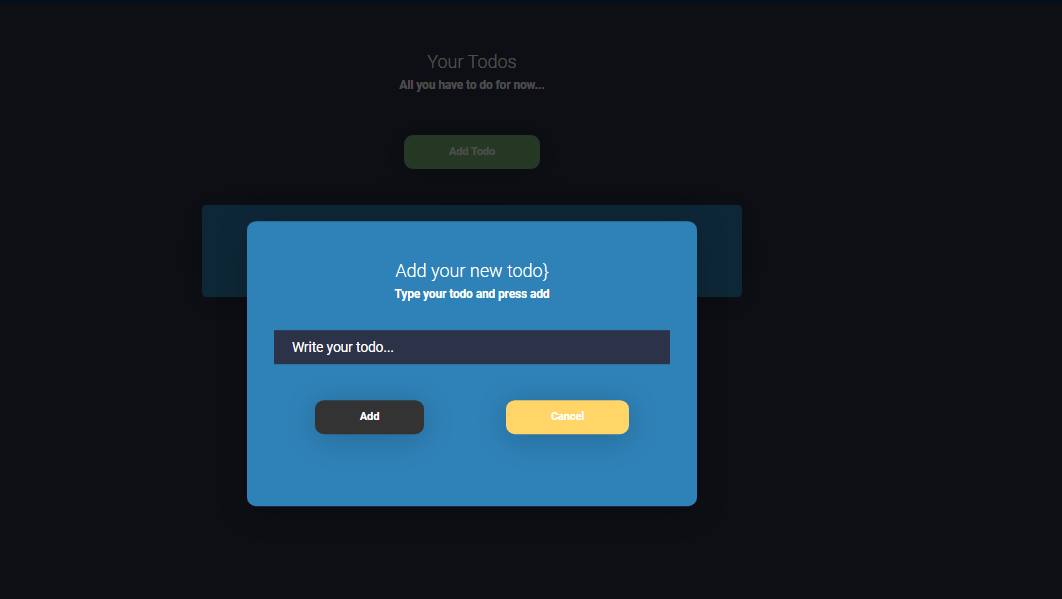 Your Todos
All you have to do for now...
Add Todo
Add your new todo}
Type your todo and press add
Write your todo...
Add
Cancel